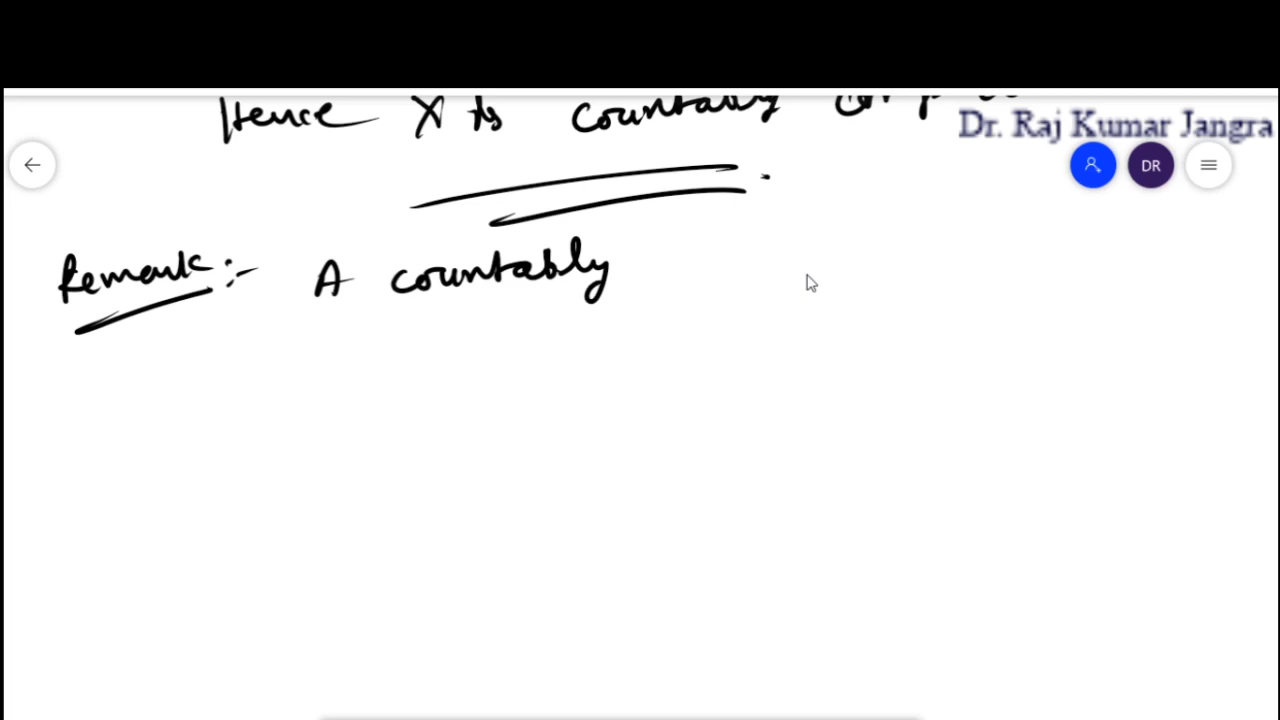 Hence X is countably
Dr. Raj Kumar Jangra
DR
Remark :- A countably